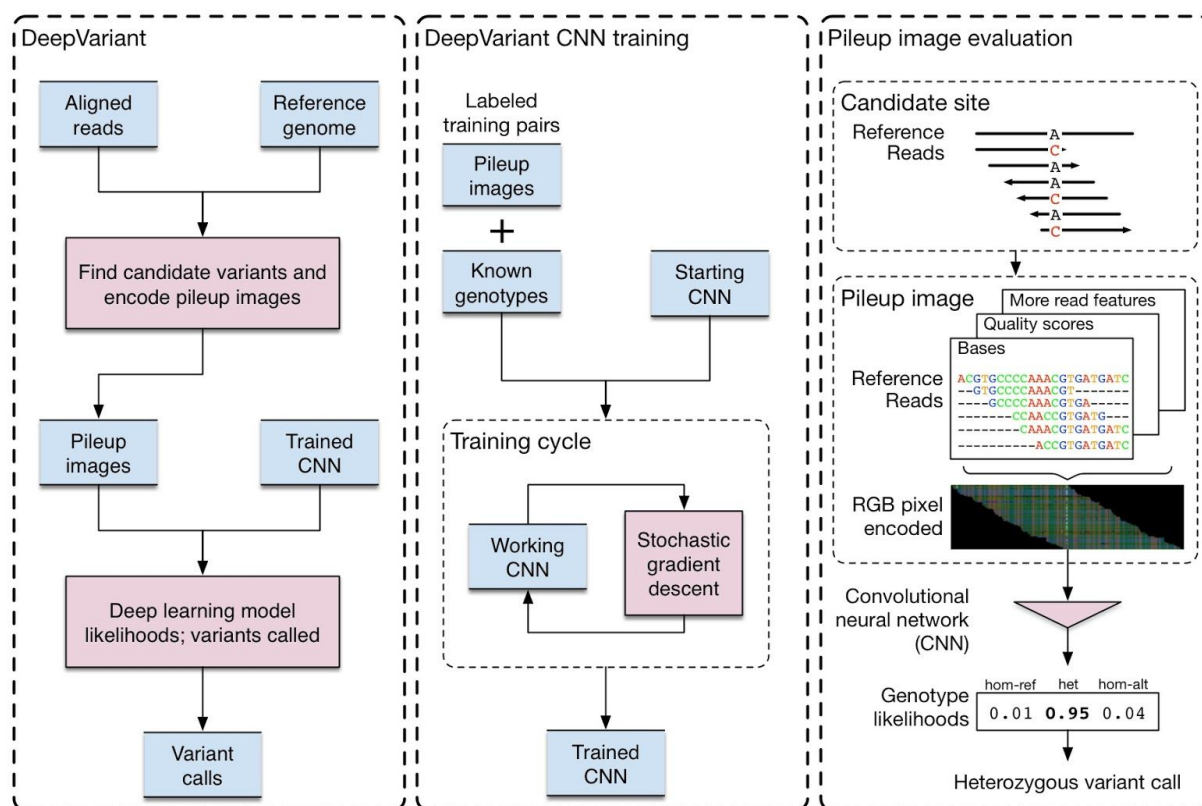 DeepVariant
Aligned
reads
Reference
genome
Find candidate variants and
encode pileup images
Pileup
images
Trained
CNN
Deep learning model
likelihoods; variants called
Variant
calls
DeepVariant CNN training
Labeled
training pairs
Pileup
images
+
Known
genotypes
Starting
CNN
Training cycle
Working
CNN
Stochastic
gradient
descent
Trained
CNN
Pileup image evaluation
Candidate site
Reference
Reads
A
C
A
A
C
A
C
Pileup image
More read features
Quality scores
Bases
Reference
Reads
ACGTGCCCCAAACGTGATGATC
--GTGCCCCAAACGT-------
----GCCCCAAACGTGA-----
-------CCAACCGTGATG---
--------CAAACGTGATGATC
----------ACCGTGATGATC
RGB pixel
encoded
Convolutional
neural network
(CNN)
Genotype
likelihoods
hom-ref het hom-alt
0.01 0.95 0.04
Heterozygous variant call